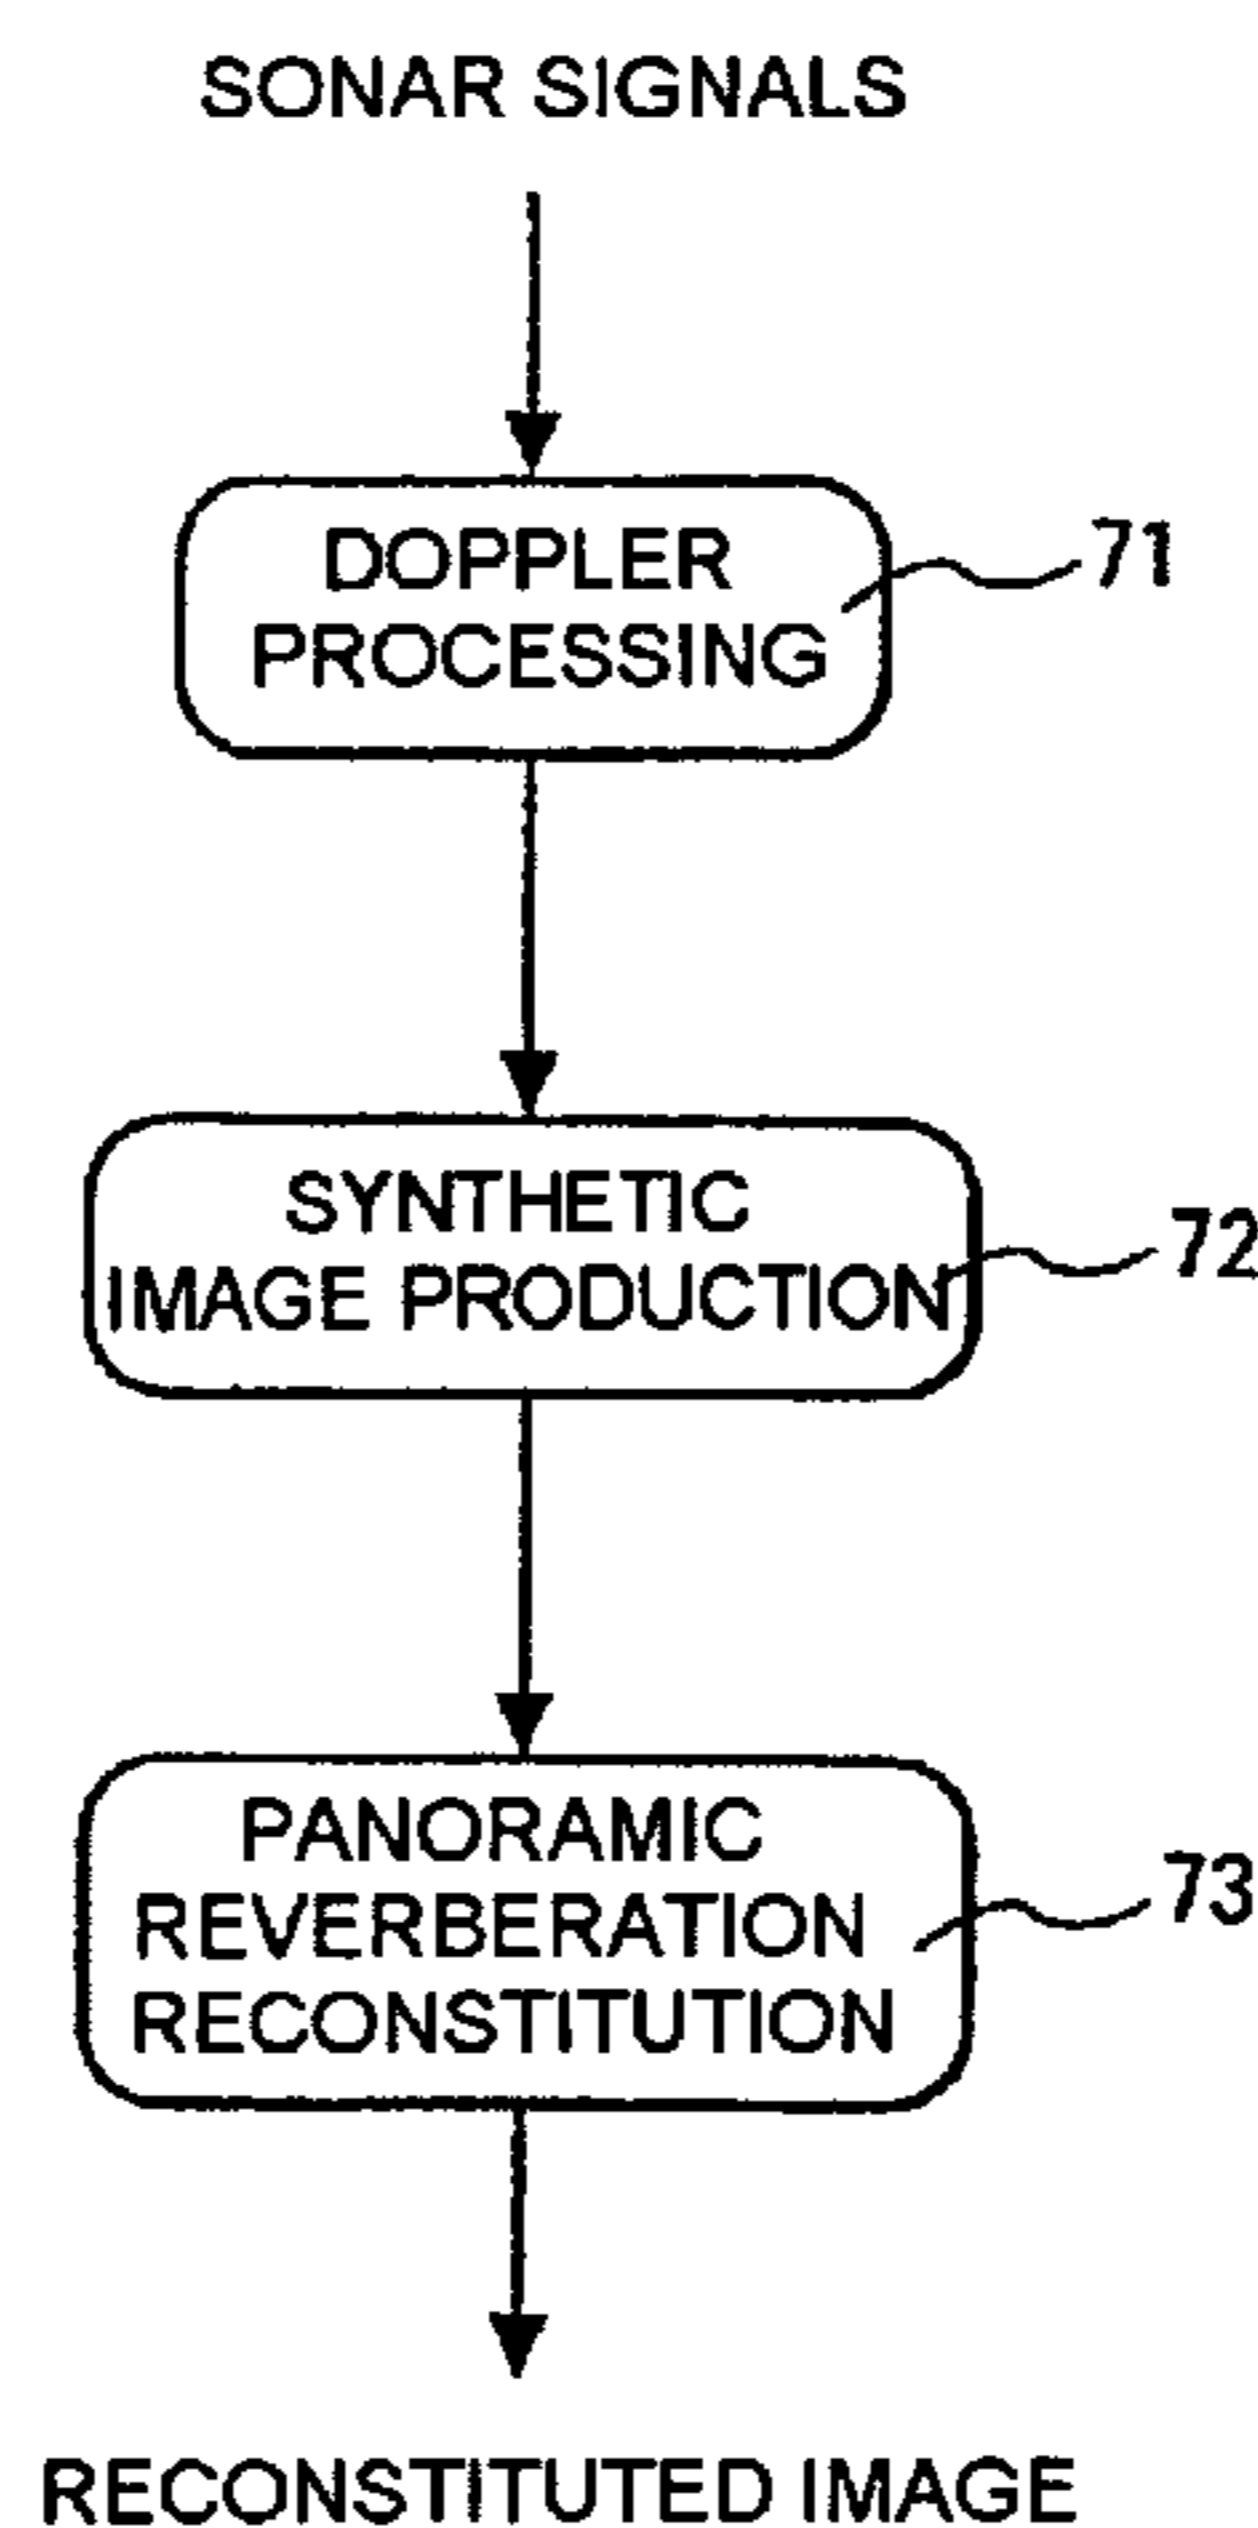 SONAR SIGNALS
DOPPLER
PROCESSING
71
SYNTHETIC
IMAGE PRODUCTION
72
PANORAMIC
REVERBERATION
RECONSTITUTION
73
RECONSTITUTED IMAGE